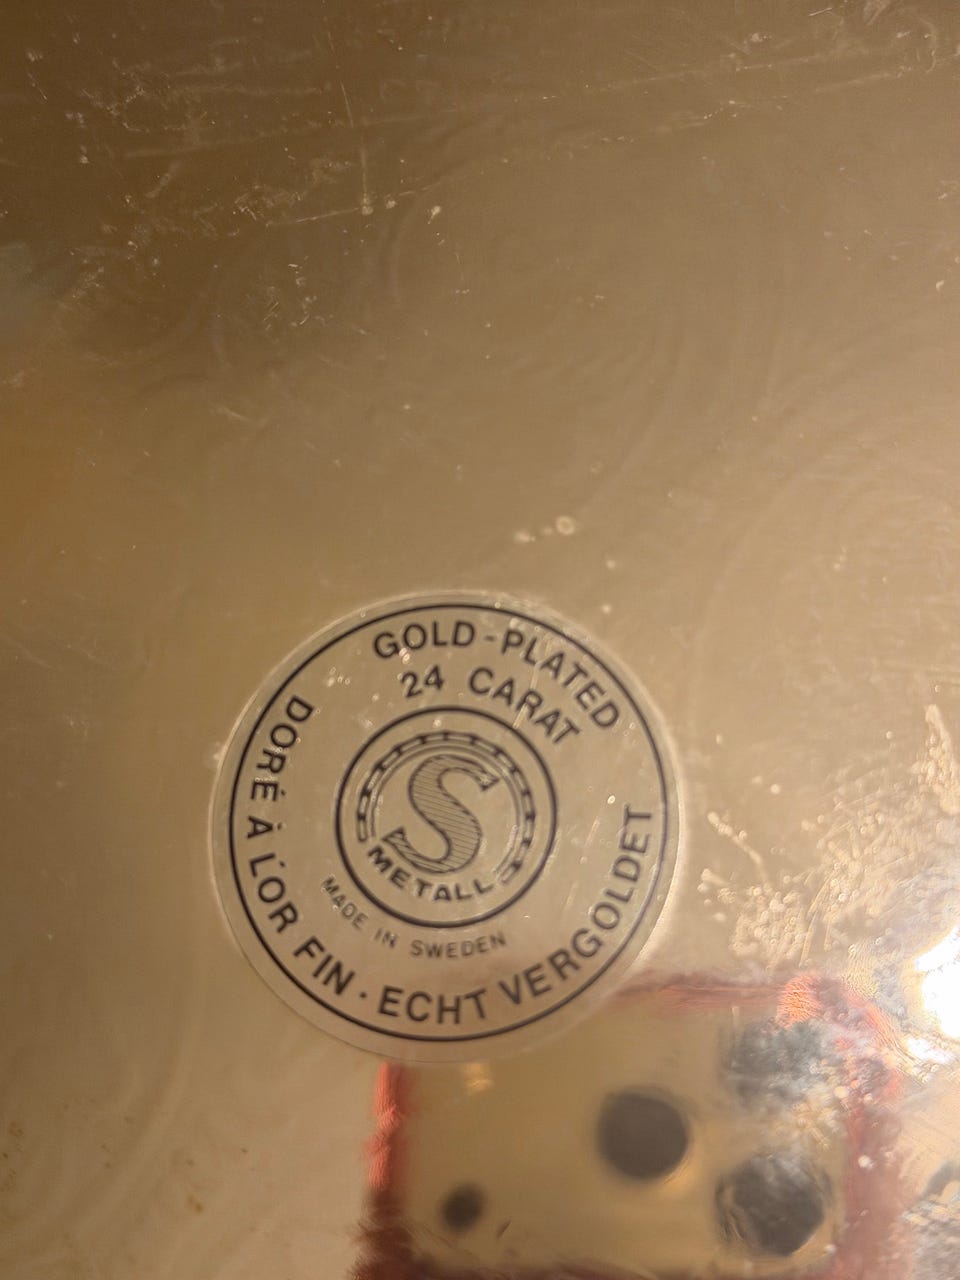 GOLD-PLATED
24 CARAT
DORÉ À L'OR FIN · ECHT VERGOLDET
S
METALL
MADE IN SWEDEN